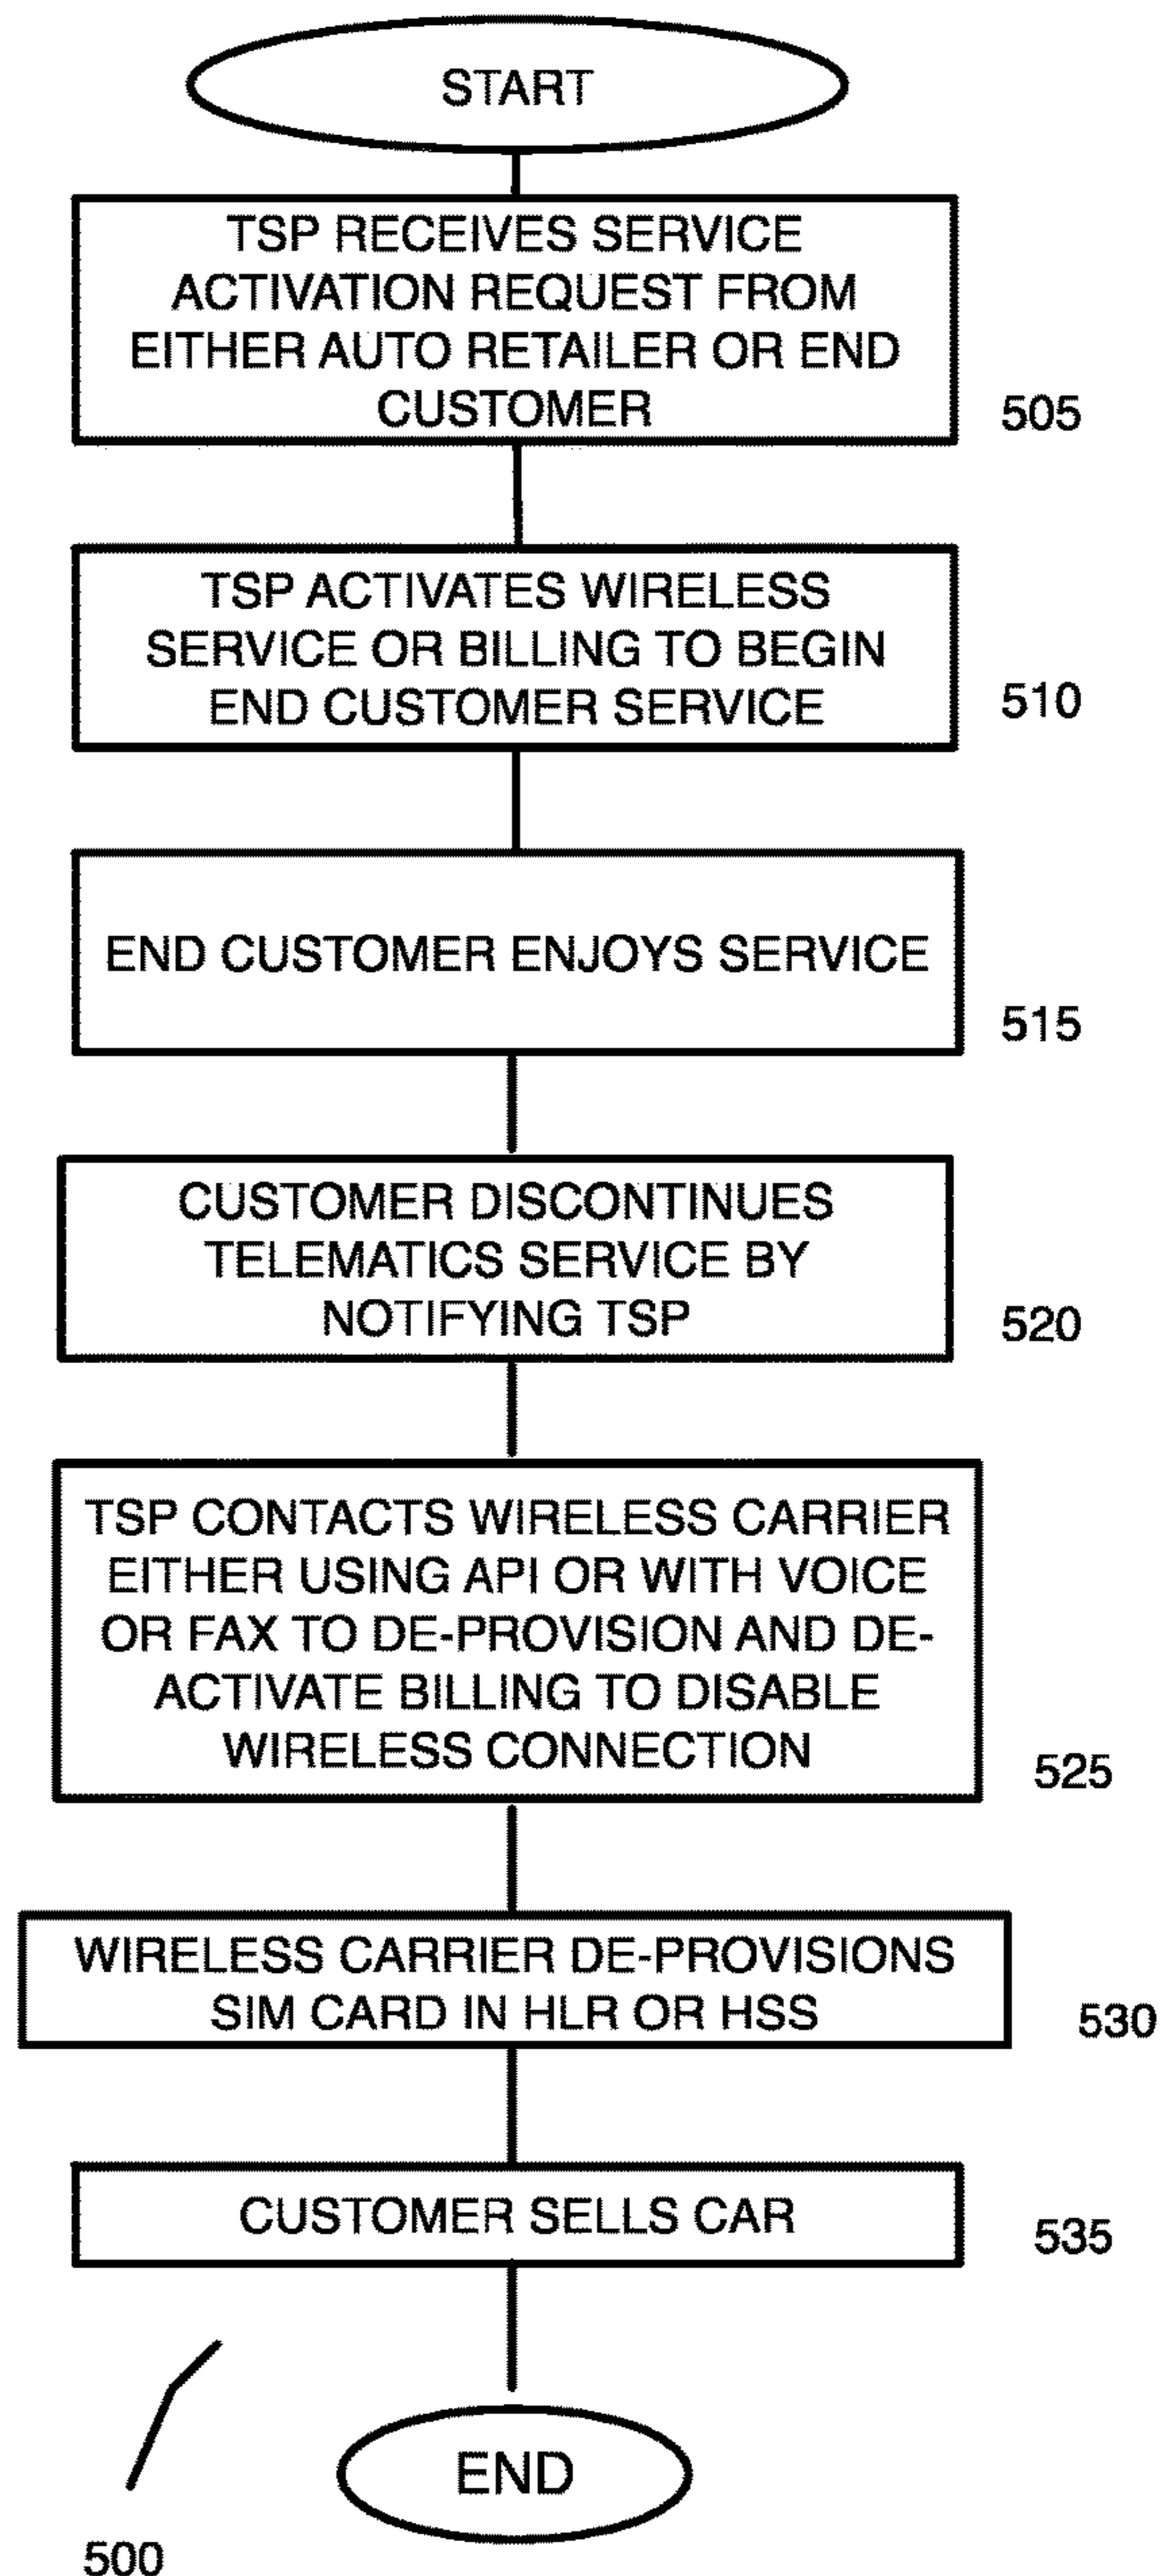 START
TSP RECEIVES SERVICE
ACTIVATION REQUEST FROM
EITHER AUTO RETAILER OR END
CUSTOMER
505
TSP ACTIVATES WIRELESS
SERVICE OR BILLING TO BEGIN
END CUSTOMER SERVICE
510
END CUSTOMER ENJOYS SERVICE
515
CUSTOMER DISCONTINUES
TELEMATICS SERVICE BY
NOTIFYING TSP
520
TSP CONTACTS WIRELESS CARRIER
EITHER USING API OR WITH VOICE
OR FAX TO DE-PROVISION AND DE-
ACTIVATE BILLING TO DISABLE
WIRELESS CONNECTION
525
WIRELESS CARRIER DE-PROVISIONS
SIM CARD IN HLR OR HSS
530
CUSTOMER SELLS CAR
535
END
500